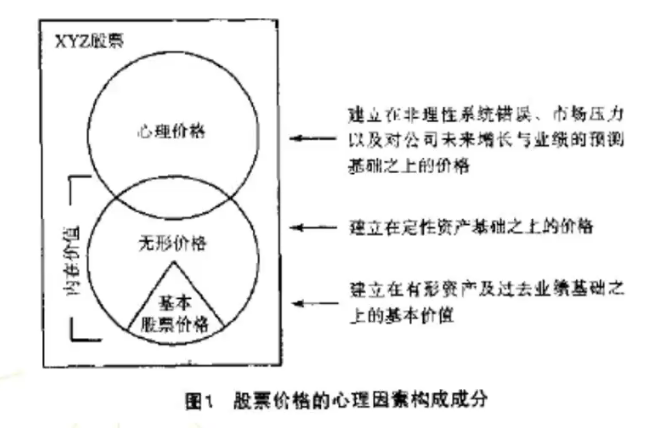 XYZ股票
心理价格
建立在非理性系统错误、市场压力
以及对公司未来增长与业绩的预测
基础之上的价格
内在价值
无形价格
建立在定性资产基础之上的价格
基本
股票价格
建立在有形资产及过去业绩基础之
上的基本价值
图1 股票价格的心理因素构成成分